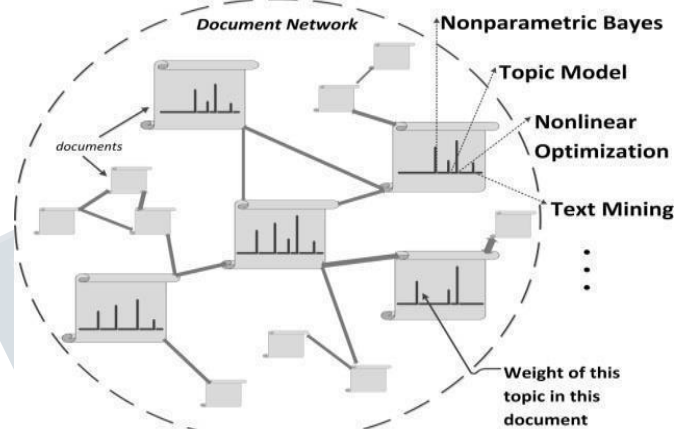 Document Network
Nonparametric Bayes
Topic Model
Nonlinear
Optimization
Text Mining
documents
Weight of this
topic in this
document